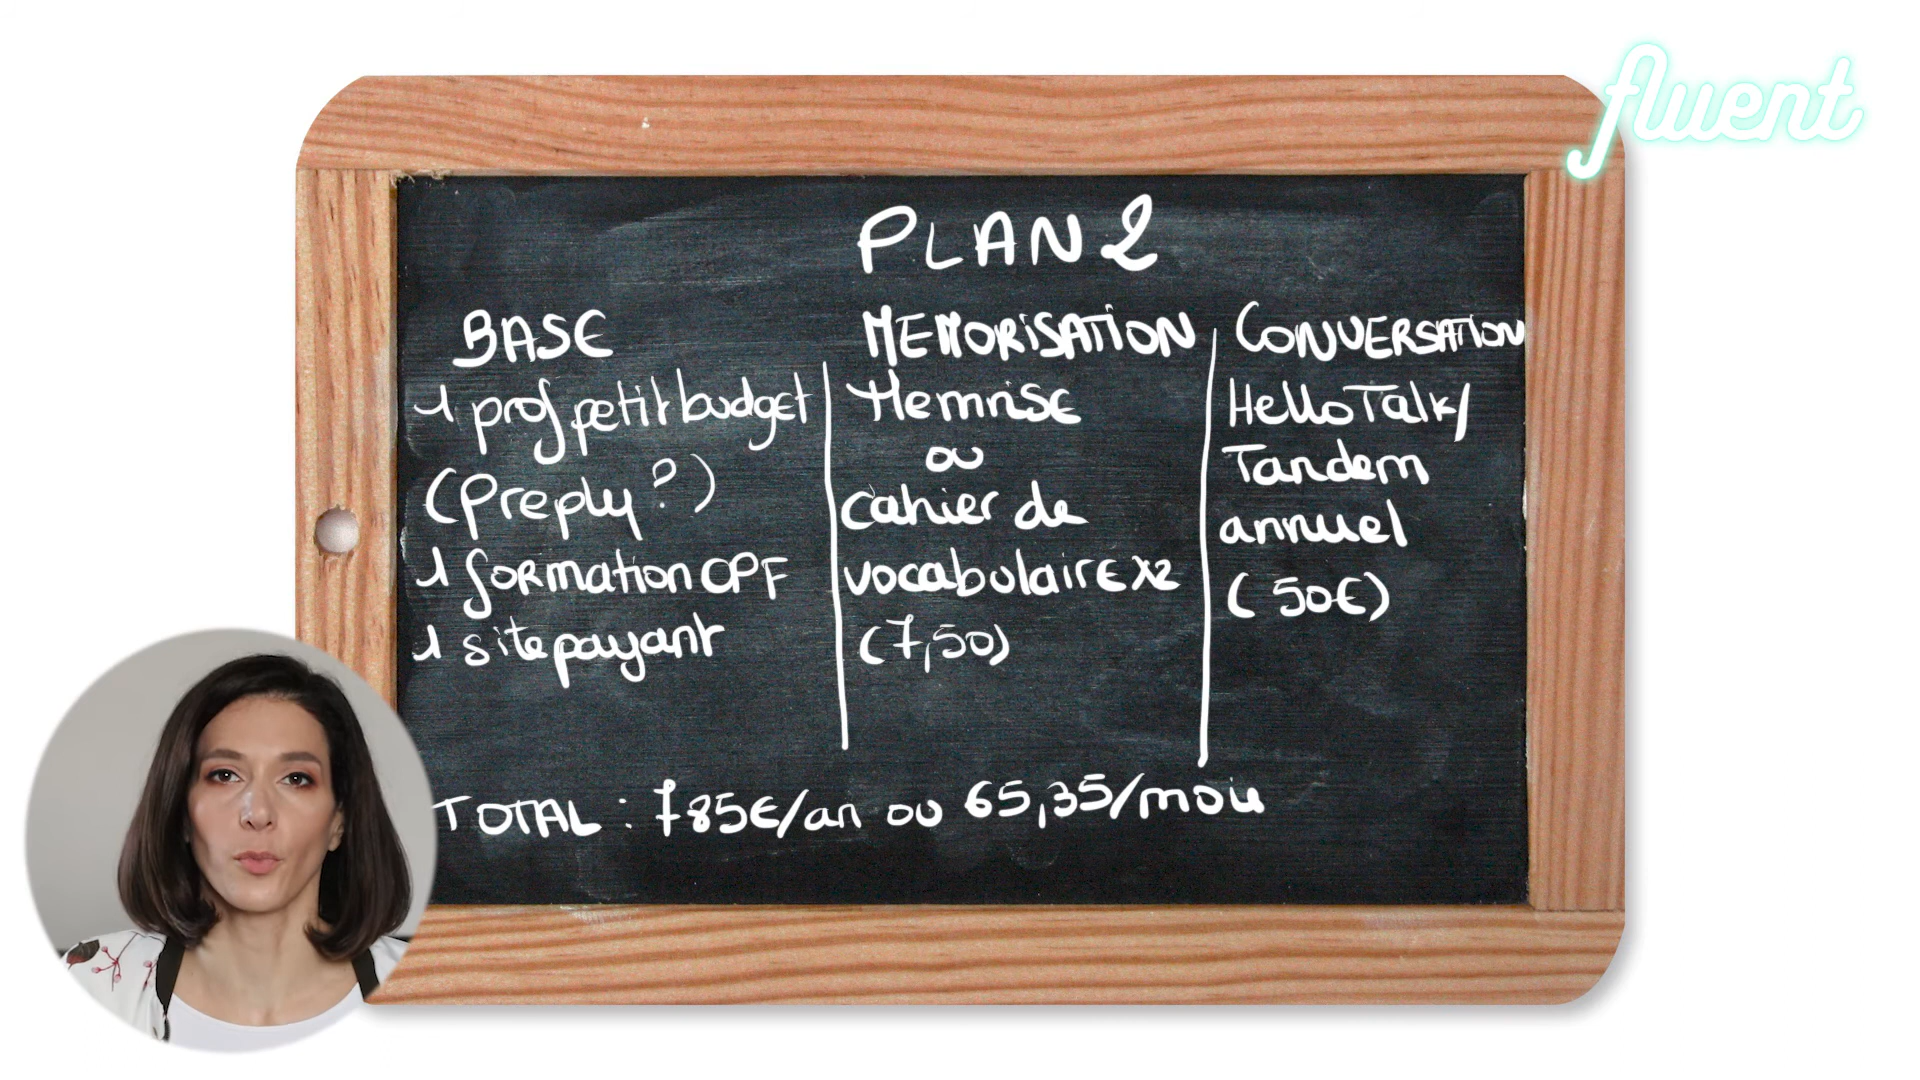 fluent
PLAN 2
BASE
1 prof petit budget
(Preply?)
1 formation CPF
1 site payant
MEMORISATION
Memrise
ou
cahier de
vocabulaire x2
(7,50)
CONVERSATION
HelloTalk/
Tandem
annuel
(50€)
TOTAL : 785€/an ou 65,35/mois